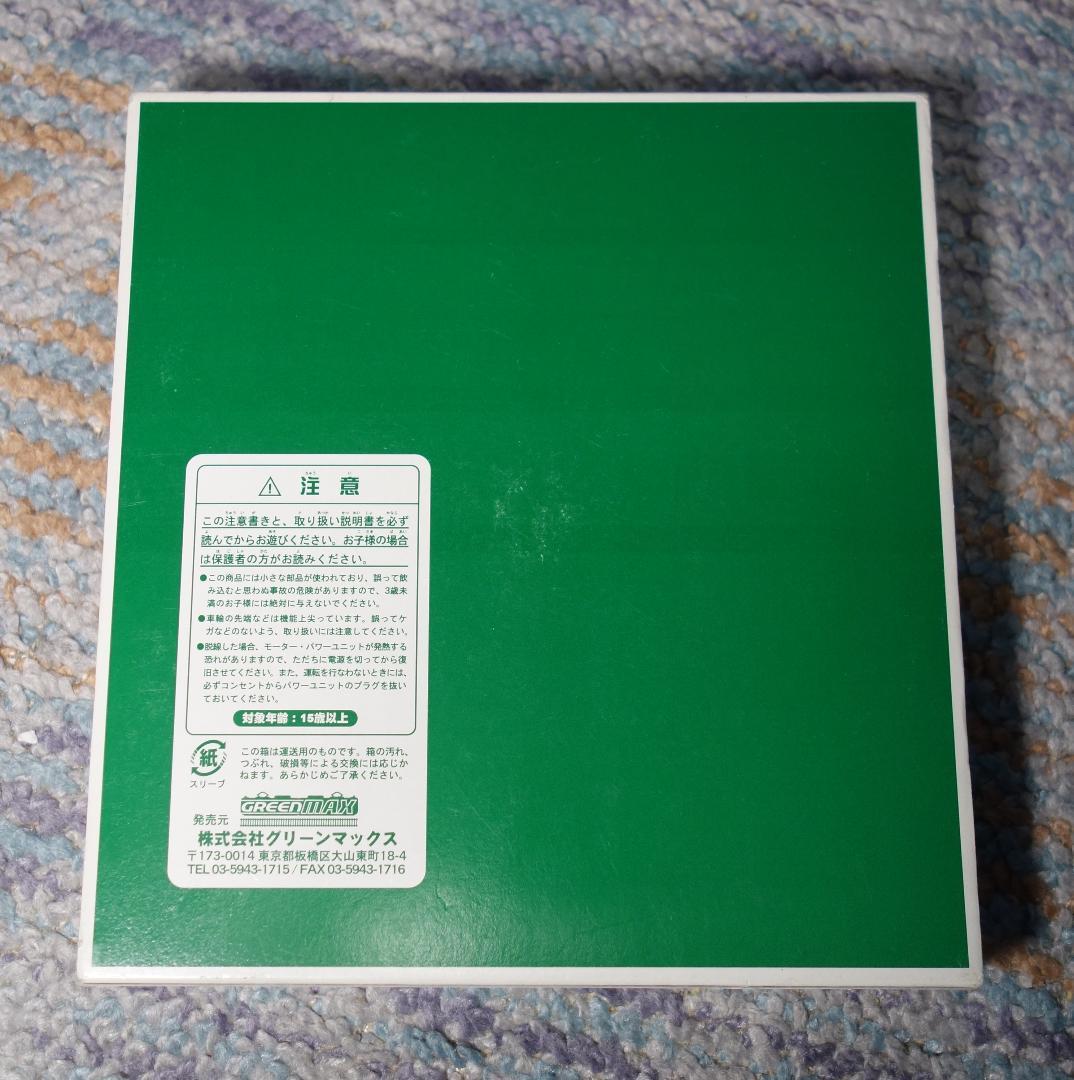 注意
この注意書きと、取り扱い説明書を必ず
読んでからお遊びください。お子様の場合
は保護者の方がお読みください。
●この商品には小さな部品が使われており、誤って飲
み込むと思わぬ事故の危険がありますので、3歳未
満のお子様には絶対に与えないでください。
●車輪の先端などは機能上尖っています。誤ってケ
ガなどのないよう、取り扱いには注意してください。
●脱線した場合、モーター・パワーユニットが発熱する
恐れがありますので、ただちに電源を切ってから復
旧させてください。また、運転を行なわないときには、
必ずコンセントからパワーユニットのプラグを抜い
ておいてください。
対象年齢:15歳以上
紙
スリーブ
この箱は運送用のものです。箱の汚れ、
つぶれ、破損等による交換には応じか
ねます。あらかじめご了承ください。
発売元 GREENMAX
株式会社グリーンマックス
〒173-0014 東京都板橋区大山東町18-4
TEL 03-5943-1715 / FAX 03-5943-1716